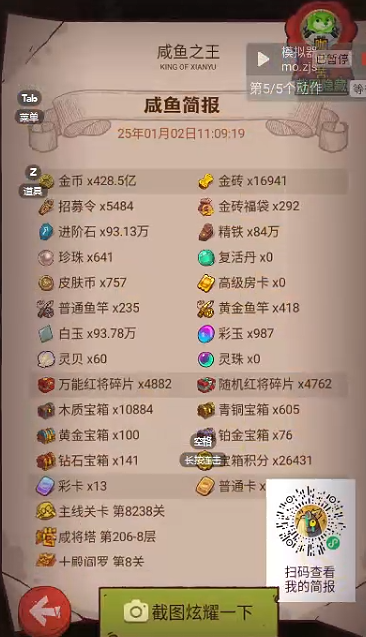 咸鱼之王
KING OF XIANYU
模拟器 已暂停
mo.zjs
第5/5个动作
Tab
菜单
咸鱼简报
25年01月02日11:09:19
Z
道具
金币 x428.5亿 金砖 x16941
招募令 x5484 金砖福袋 x292
进阶石 x93.13万 精铁 x84万
珍珠 x641 复活丹 x0
皮肤币 x757 高级房卡 x0
普通鱼竿 x235 黄金鱼竿 x418
白玉 x93.78万 彩玉 x987
灵贝 x60 灵珠 x0
万能红将碎片 x4882 随机红将碎片 x4762
木质宝箱 x10884 青铜宝箱 x605
黄金宝箱 x100 铂金宝箱 x76
空格
钻石宝箱 x141 宝箱积分 x26431
长按连击
彩卡 x13 普通卡 x
主线关卡 第8238关
咸将塔 第206-8层
十殿阎罗 第8关
扫码查看
我的简报
截图炫耀一下